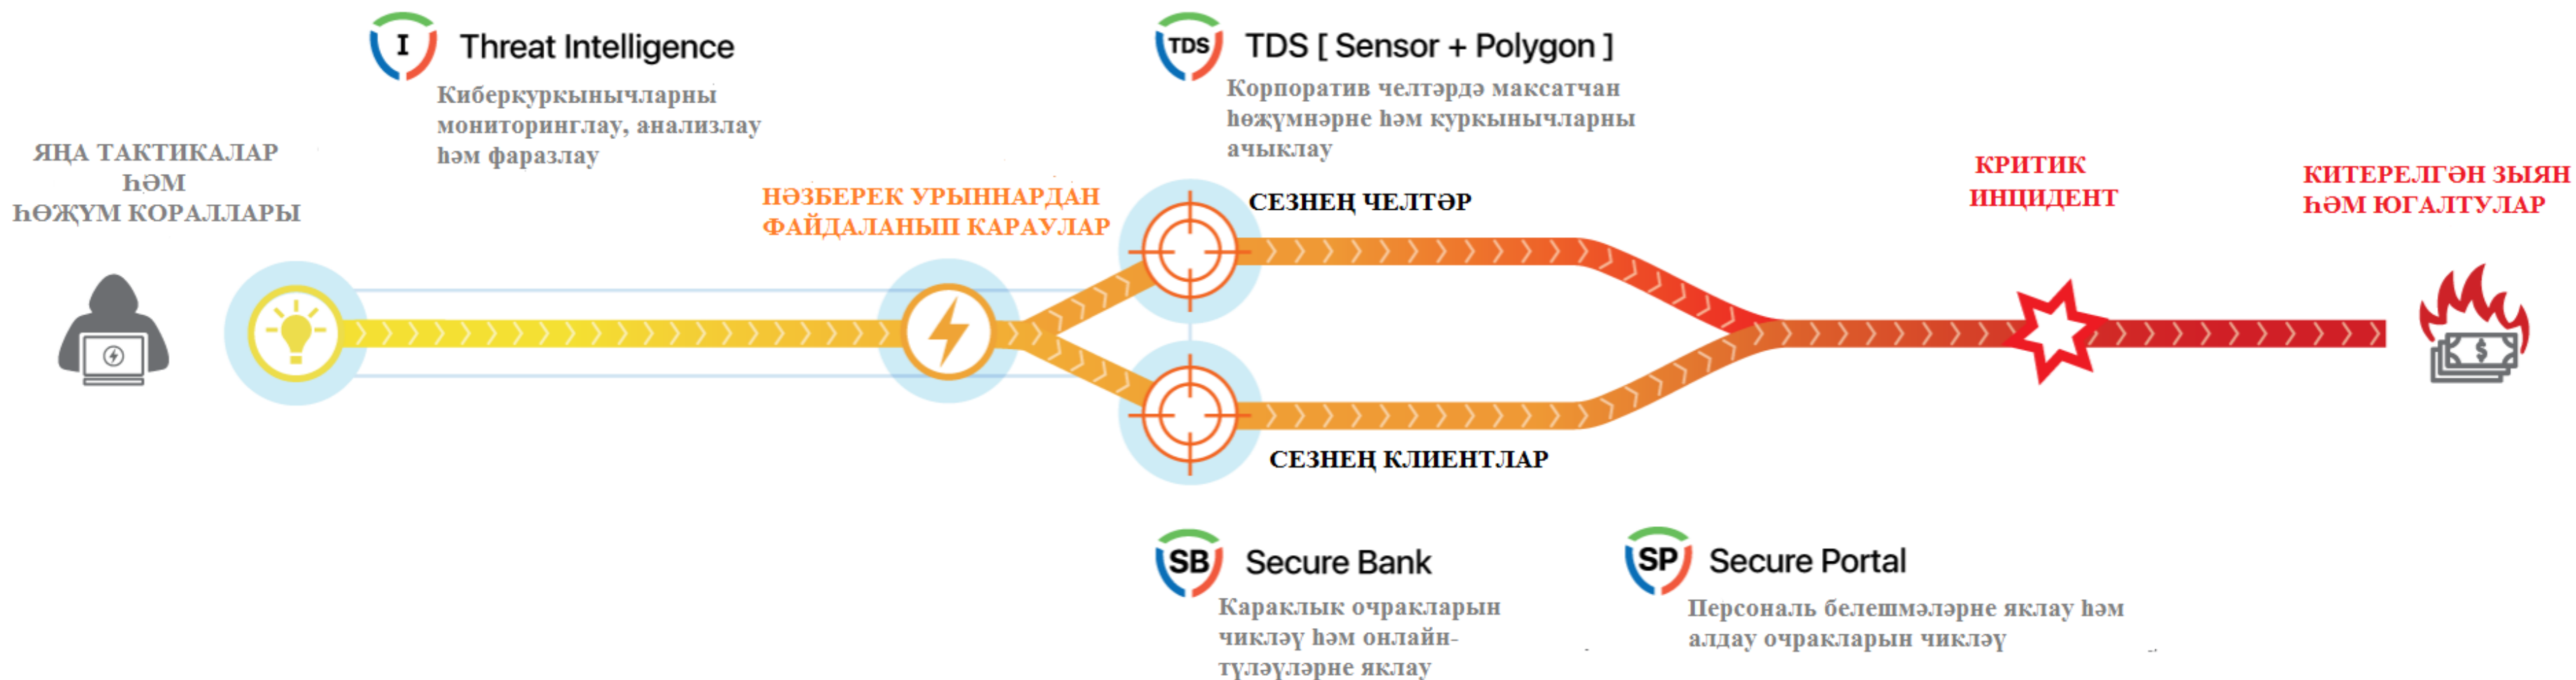 I
Threat Intelligence
Киберкуркынычларны
мониторинглау, анализлау
һәм фаразлау
TDS
TDS [ Sensor + Polygon ]
Корпоратив челтәрдә максатчан
һөҗүмнәрне һәм куркынычларны
ачыклау
ЯҢА ТАКТИКАЛАР
ҺӘМ
ҺӨҖҮМ КОРАЛЛАРЫ
НӘЗБЕРЕК УРЫННАРДАН
ФАЙДАЛАНЫП КАРАУЛАР
СЕЗНЕҢ ЧЕЛТӘР
КРИТИК
ИНЦИДЕНТ
КИТЕРЕЛГӘН ЗЫЯН
ҺӘМ ЮГАЛТУЛАР
$
СЕЗНЕҢ КЛИЕНТЛАР
SB
Secure Bank
Караклык очракларын
чикләү һәм онлайн-
түләүләрне яклау
SP
Secure Portal
Персональ белешмәләрне яклау һәм
алдау очракларын чикләү